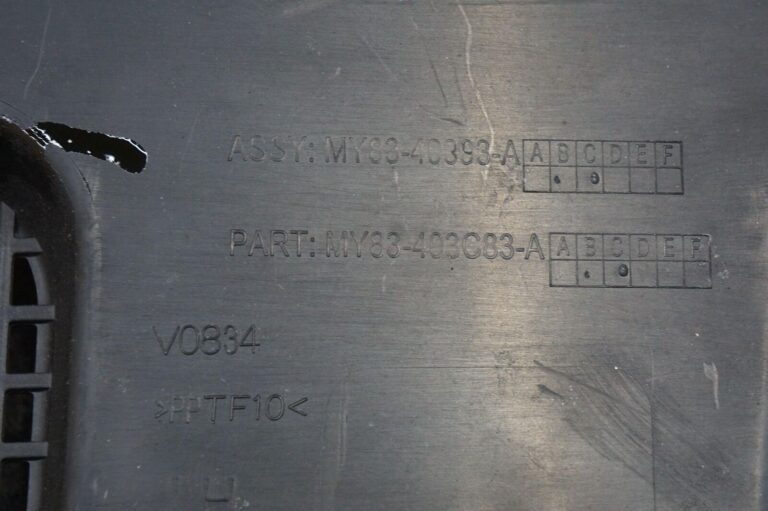 ASSY: MY83-40393-A A B C D E F
PART: MY83-403C83-A A B C D E F
V0834
>PPTF10<